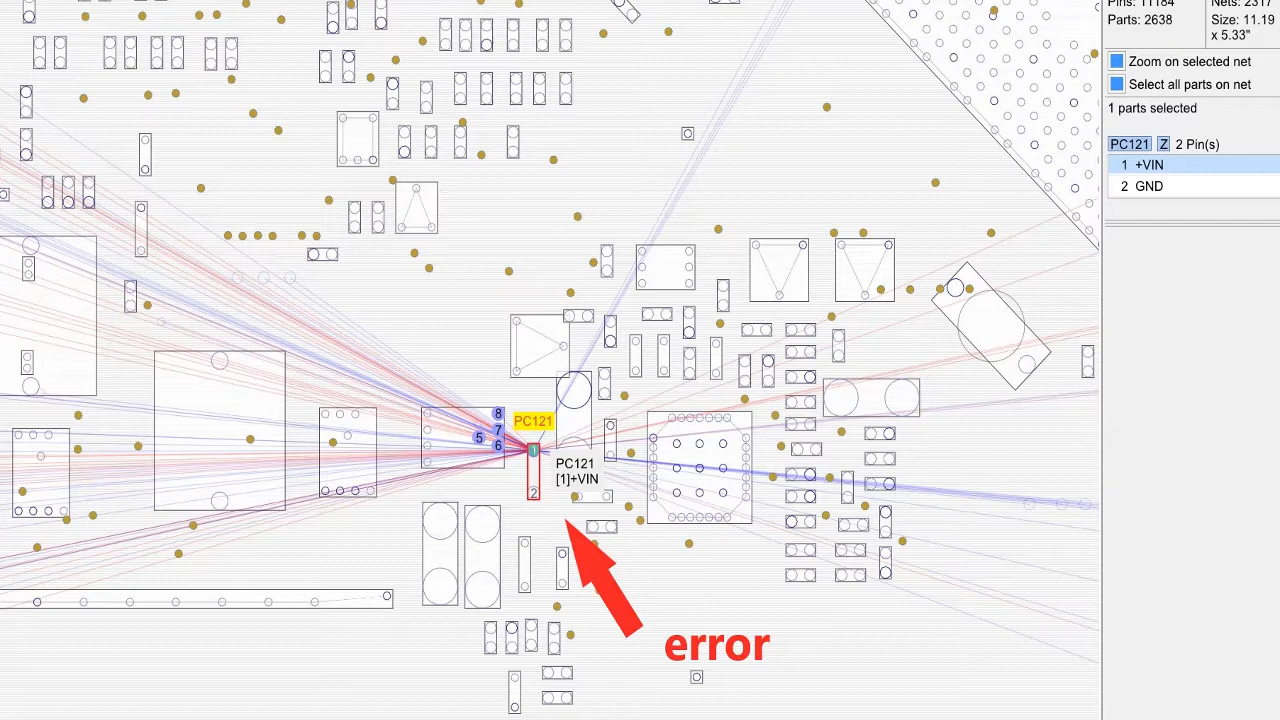 Pins: 11184
Nets: 2317
Parts: 2638
Size: 11.19
x 5.33"
Zoom on selected net
Select all parts on net
1 parts selected
PC121 Z 2 Pin(s)
1 +VIN
2 GND
8
PC121
7
5
6
1
PC121
[1]+VIN
2
error